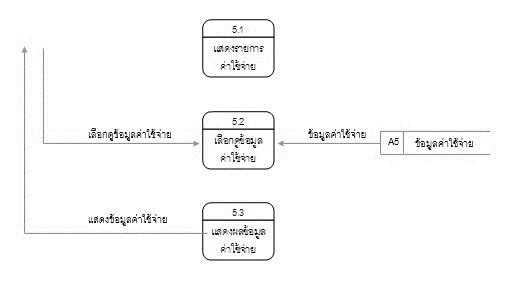 5.1
แสดงรายการ
ค่าใช้จ่าย
5.2
เลือกดูข้อมูลค่าใช้จ่าย
ข้อมูลค่าใช้จ่าย
เลือกดูข้อมูล
ค่าใช้จ่าย
A5
ข้อมูลค่าใช้จ่าย
5.3
แสดงข้อมูลค่าใช้จ่าย
แสดงผลข้อมูล
ค่าใช้จ่าย